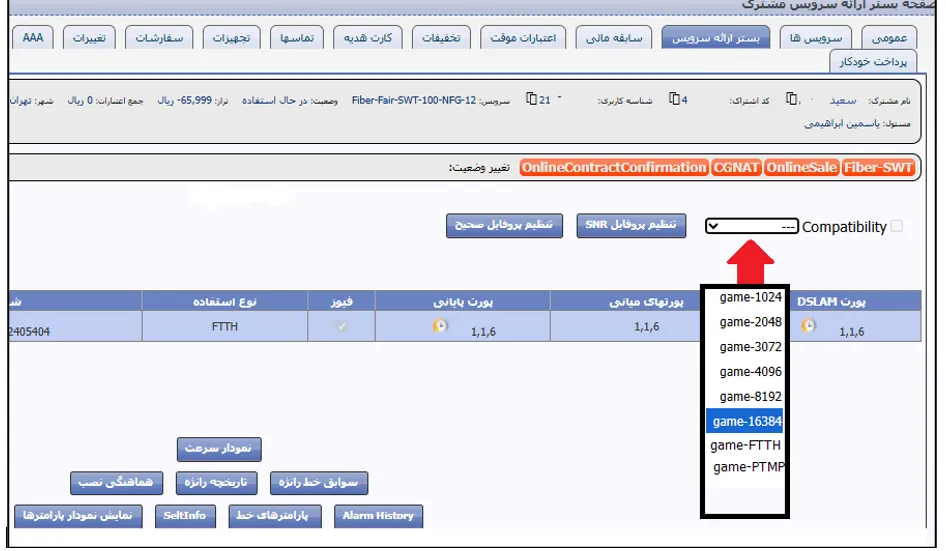 صفحه بستر ارائه سرویس مشترک
عمومی سرویس ها بستر ارائه سرویس سابقه مالی اعتبارات موقت تخفیفات کارت هدیه تماسها تجهیزات سفارشات تغییرات AAA
پرداخت خودکار
نام مشترک: سعید کد اشتراک: 4 شناسه کاربری: 21 سرویس: Fiber-Fair-SWT-100-NFG-12 وضعیت: در حال استفاده تراز: 65,999- ریال جمع اعتبارات: 0 ریال شهر: تهران
مسئول: یاسمین ابراهیمی
تغییر وضعیت: OnlineContractConfirmation CGNAT OnlineSale Fiber-SWT
Compatibility --- تنظیم پروفایل SNR تنظیم پروفایل صحیح
پورت DSLAM پورتهای میانی پورت پایانی فیوز نوع استفاده
1,1,6 1,1,6 1,1,6 FTTH 2405404
game-1024
game-2048
game-3072
game-4096
game-8192
game-16384
game-FTTH
game-PTMP
نمودار سرعت
سوابق خط رانژه تاریخچه رانژه هماهنگی نصب
Alarm History پارامترهای خط SeltInfo نمایش نمودار پارامترها